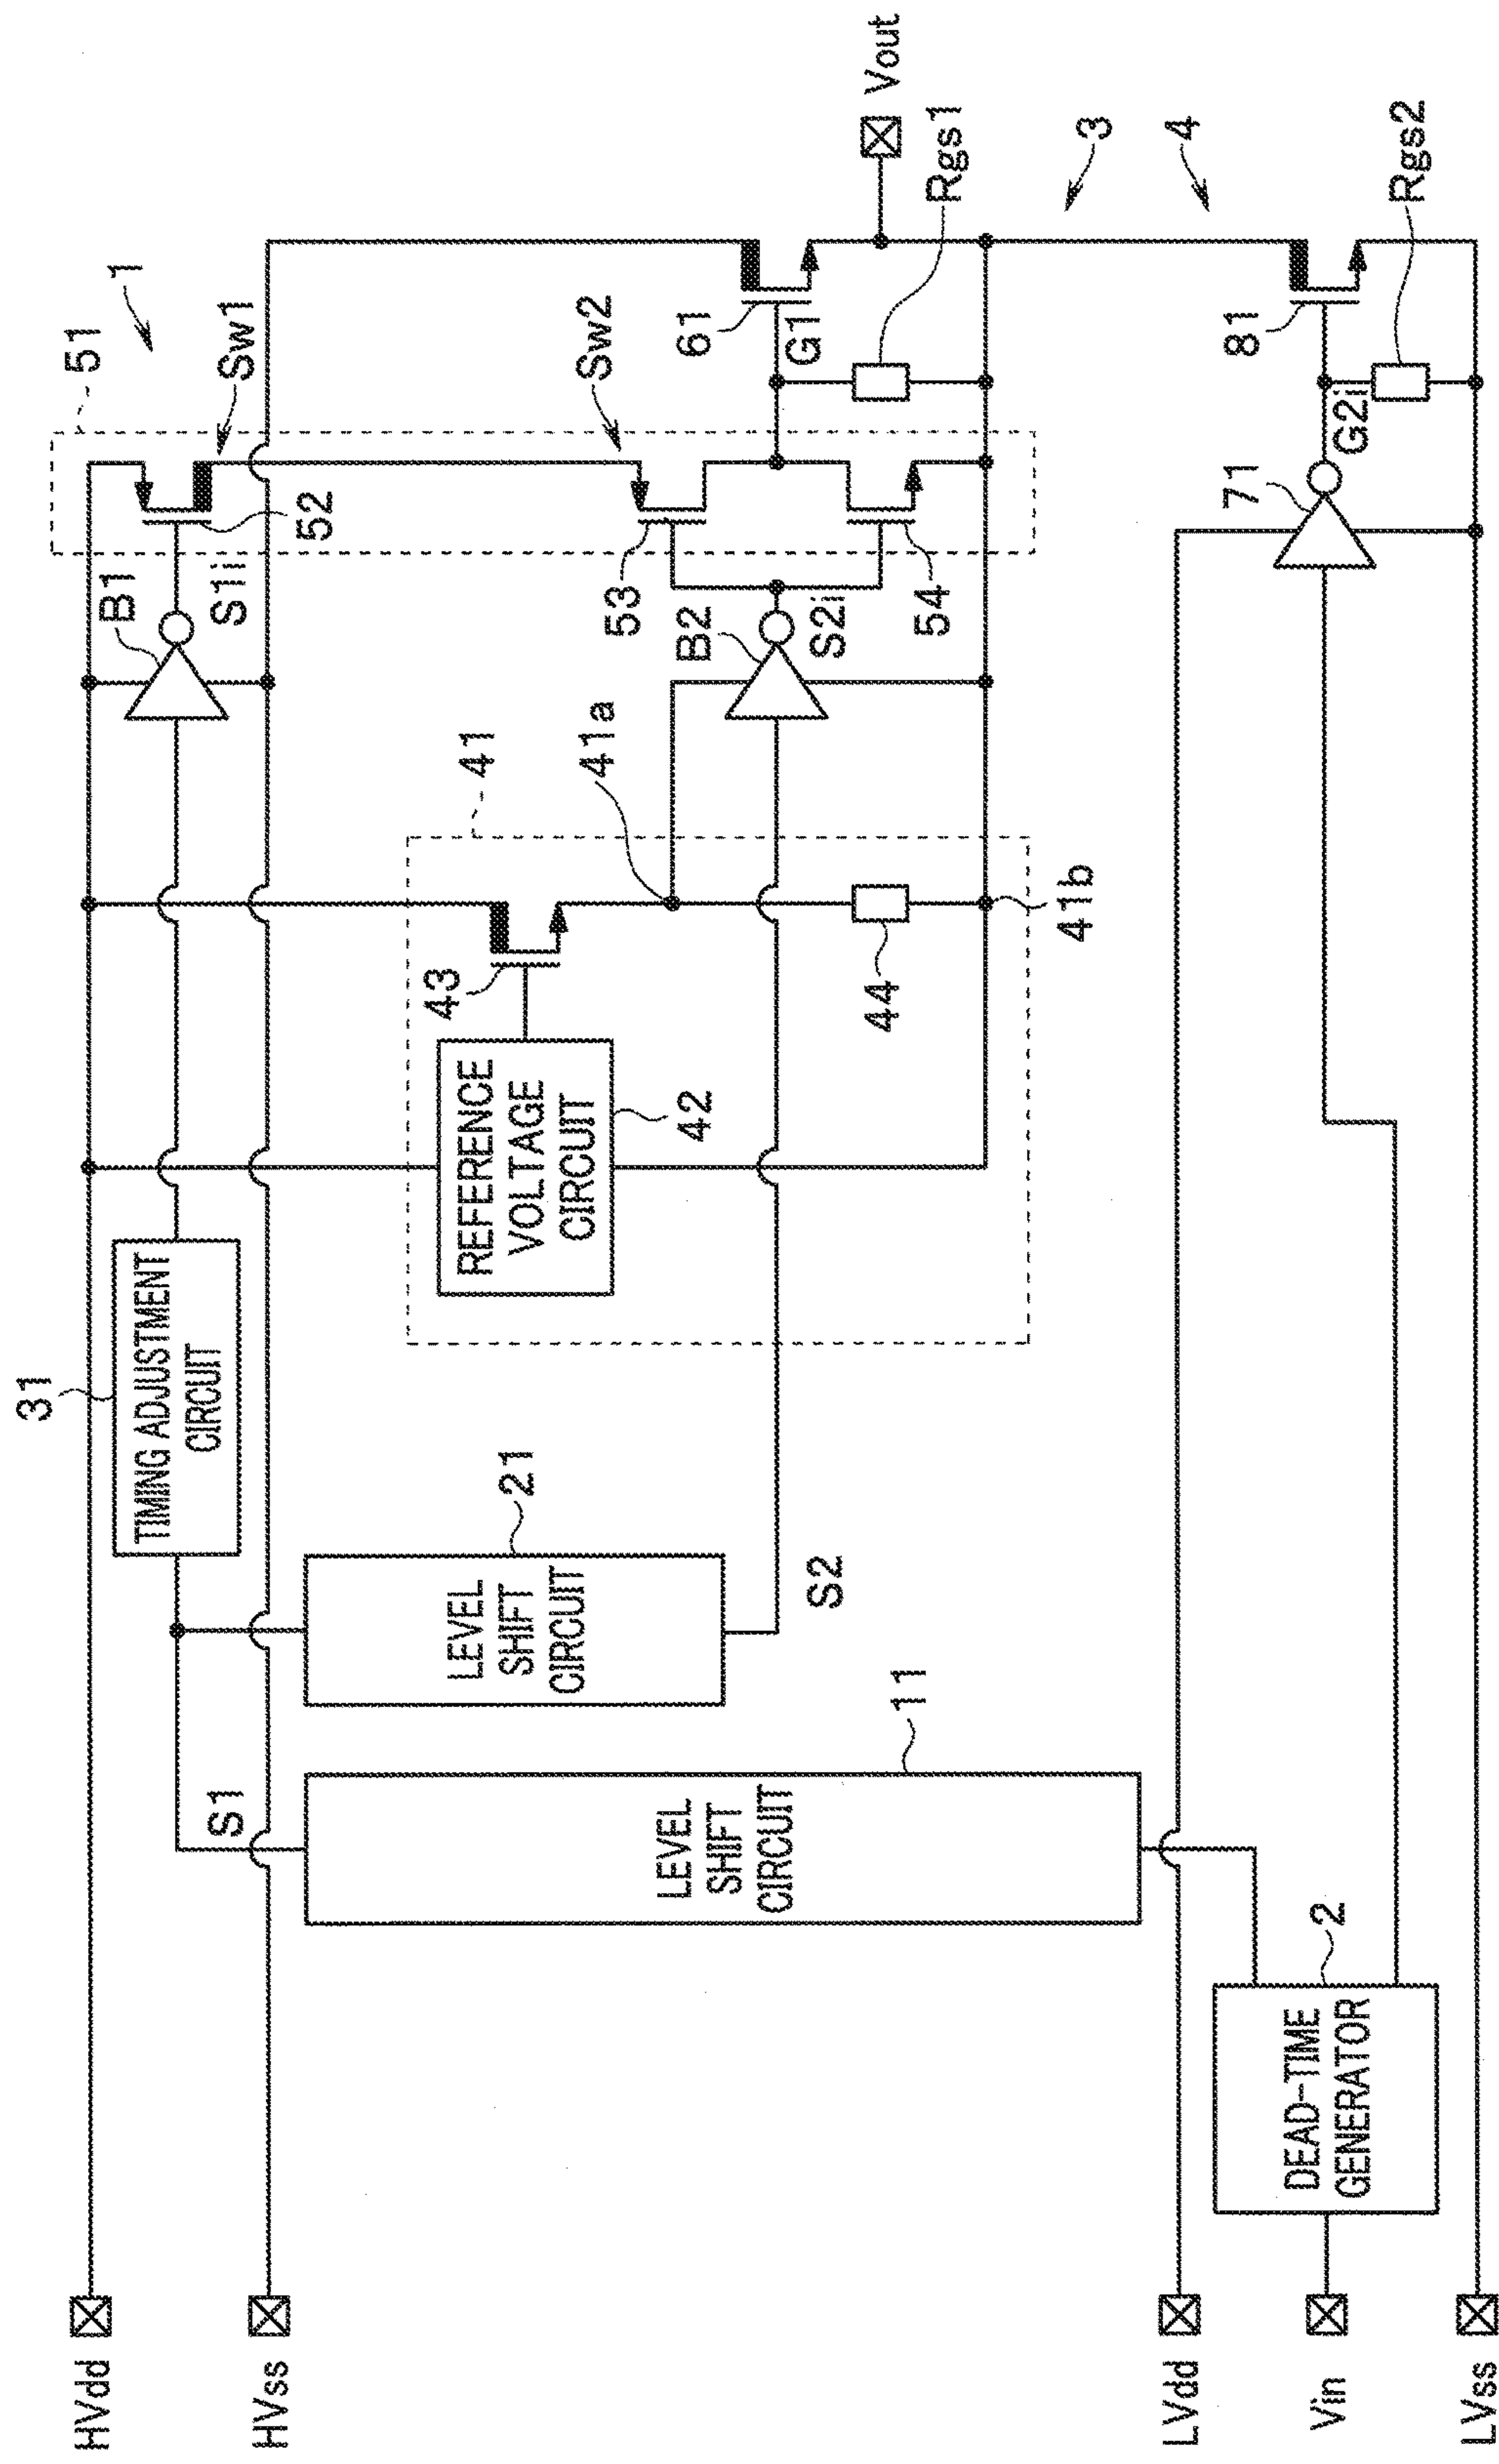 HVdd
HVss
LVdd
Vin
LVss
DEAD-TIME
GENERATOR
2
LEVEL
SHIFT
CIRCUIT
11
S1
LEVEL
SHIFT
CIRCUIT
21
S2
31
TIMING ADJUSTMENT
CIRCUIT
REFERENCE
VOLTAGE
CIRCUIT
42
43
44
41
41a
41b
B1
S1i
B2
S2i
51
52
53
54
Sw1
Sw2
1
61
G1
Rgs1
Vout
3
4
71
G2i
81
Rgs2